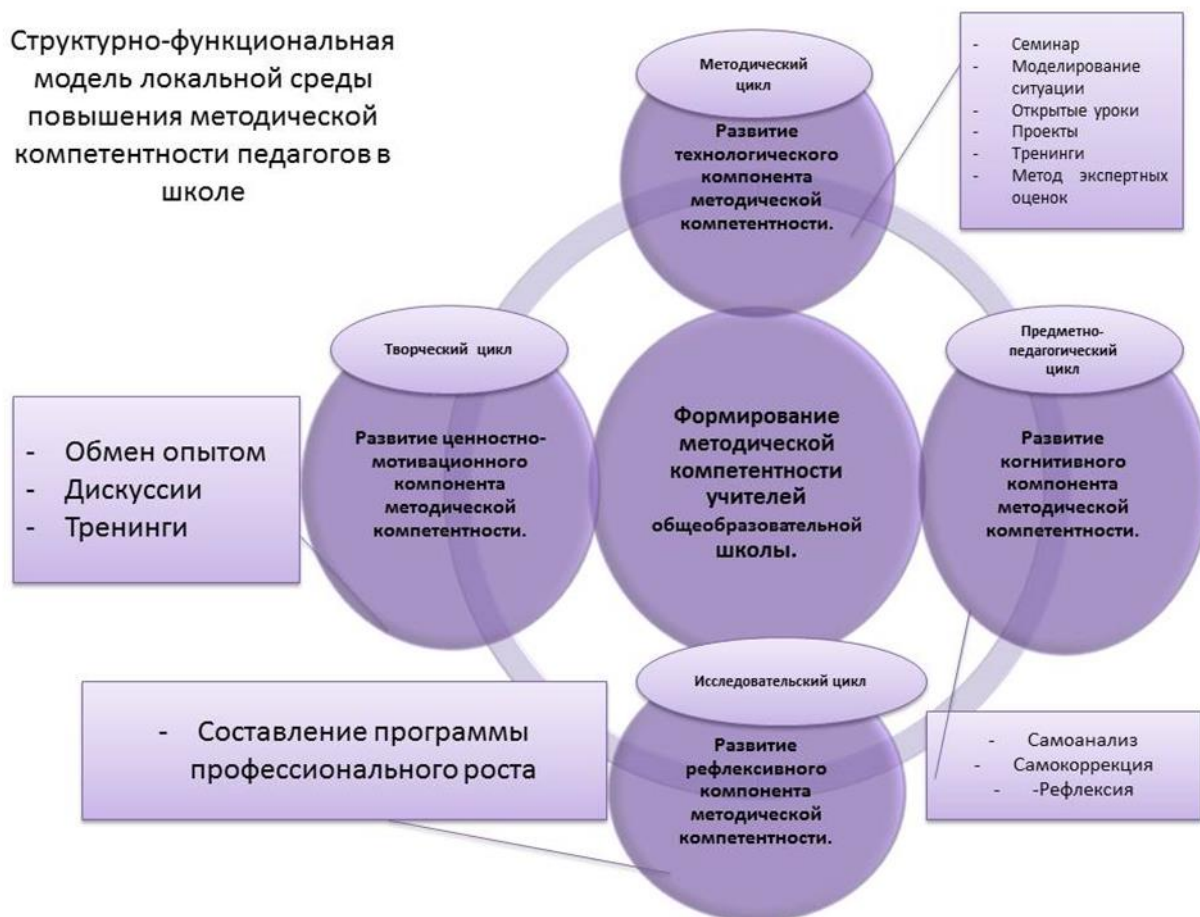 Структурно-функциональная
модель локальной среды
повышения методической
компетентности педагогов в
школе
Методический
цикл
Развитие
технологического
компонента
методической
компетентности.
- Семинар
- Моделирование
ситуации
- Открытые уроки
- Проекты
- Тренинги
- Метод экспертных
оценок
Творческий цикл
Развитие ценностно-
мотивационного
компонента
методической
компетентности.
- Обмен опытом
- Дискуссии
- Тренинги
Формирование
методической
компетентности
учителей
общеобразовательной
школы.
Предметно-
педагогический
цикл
Развитие
когнитивного
компонента
методической
компетентности.
- Самоанализ
- Самокоррекция
- -Рефлексия
Исследовательский цикл
Развитие
рефлексивного
компонента
методической
компетентности.
- Составление программы
профессионального роста